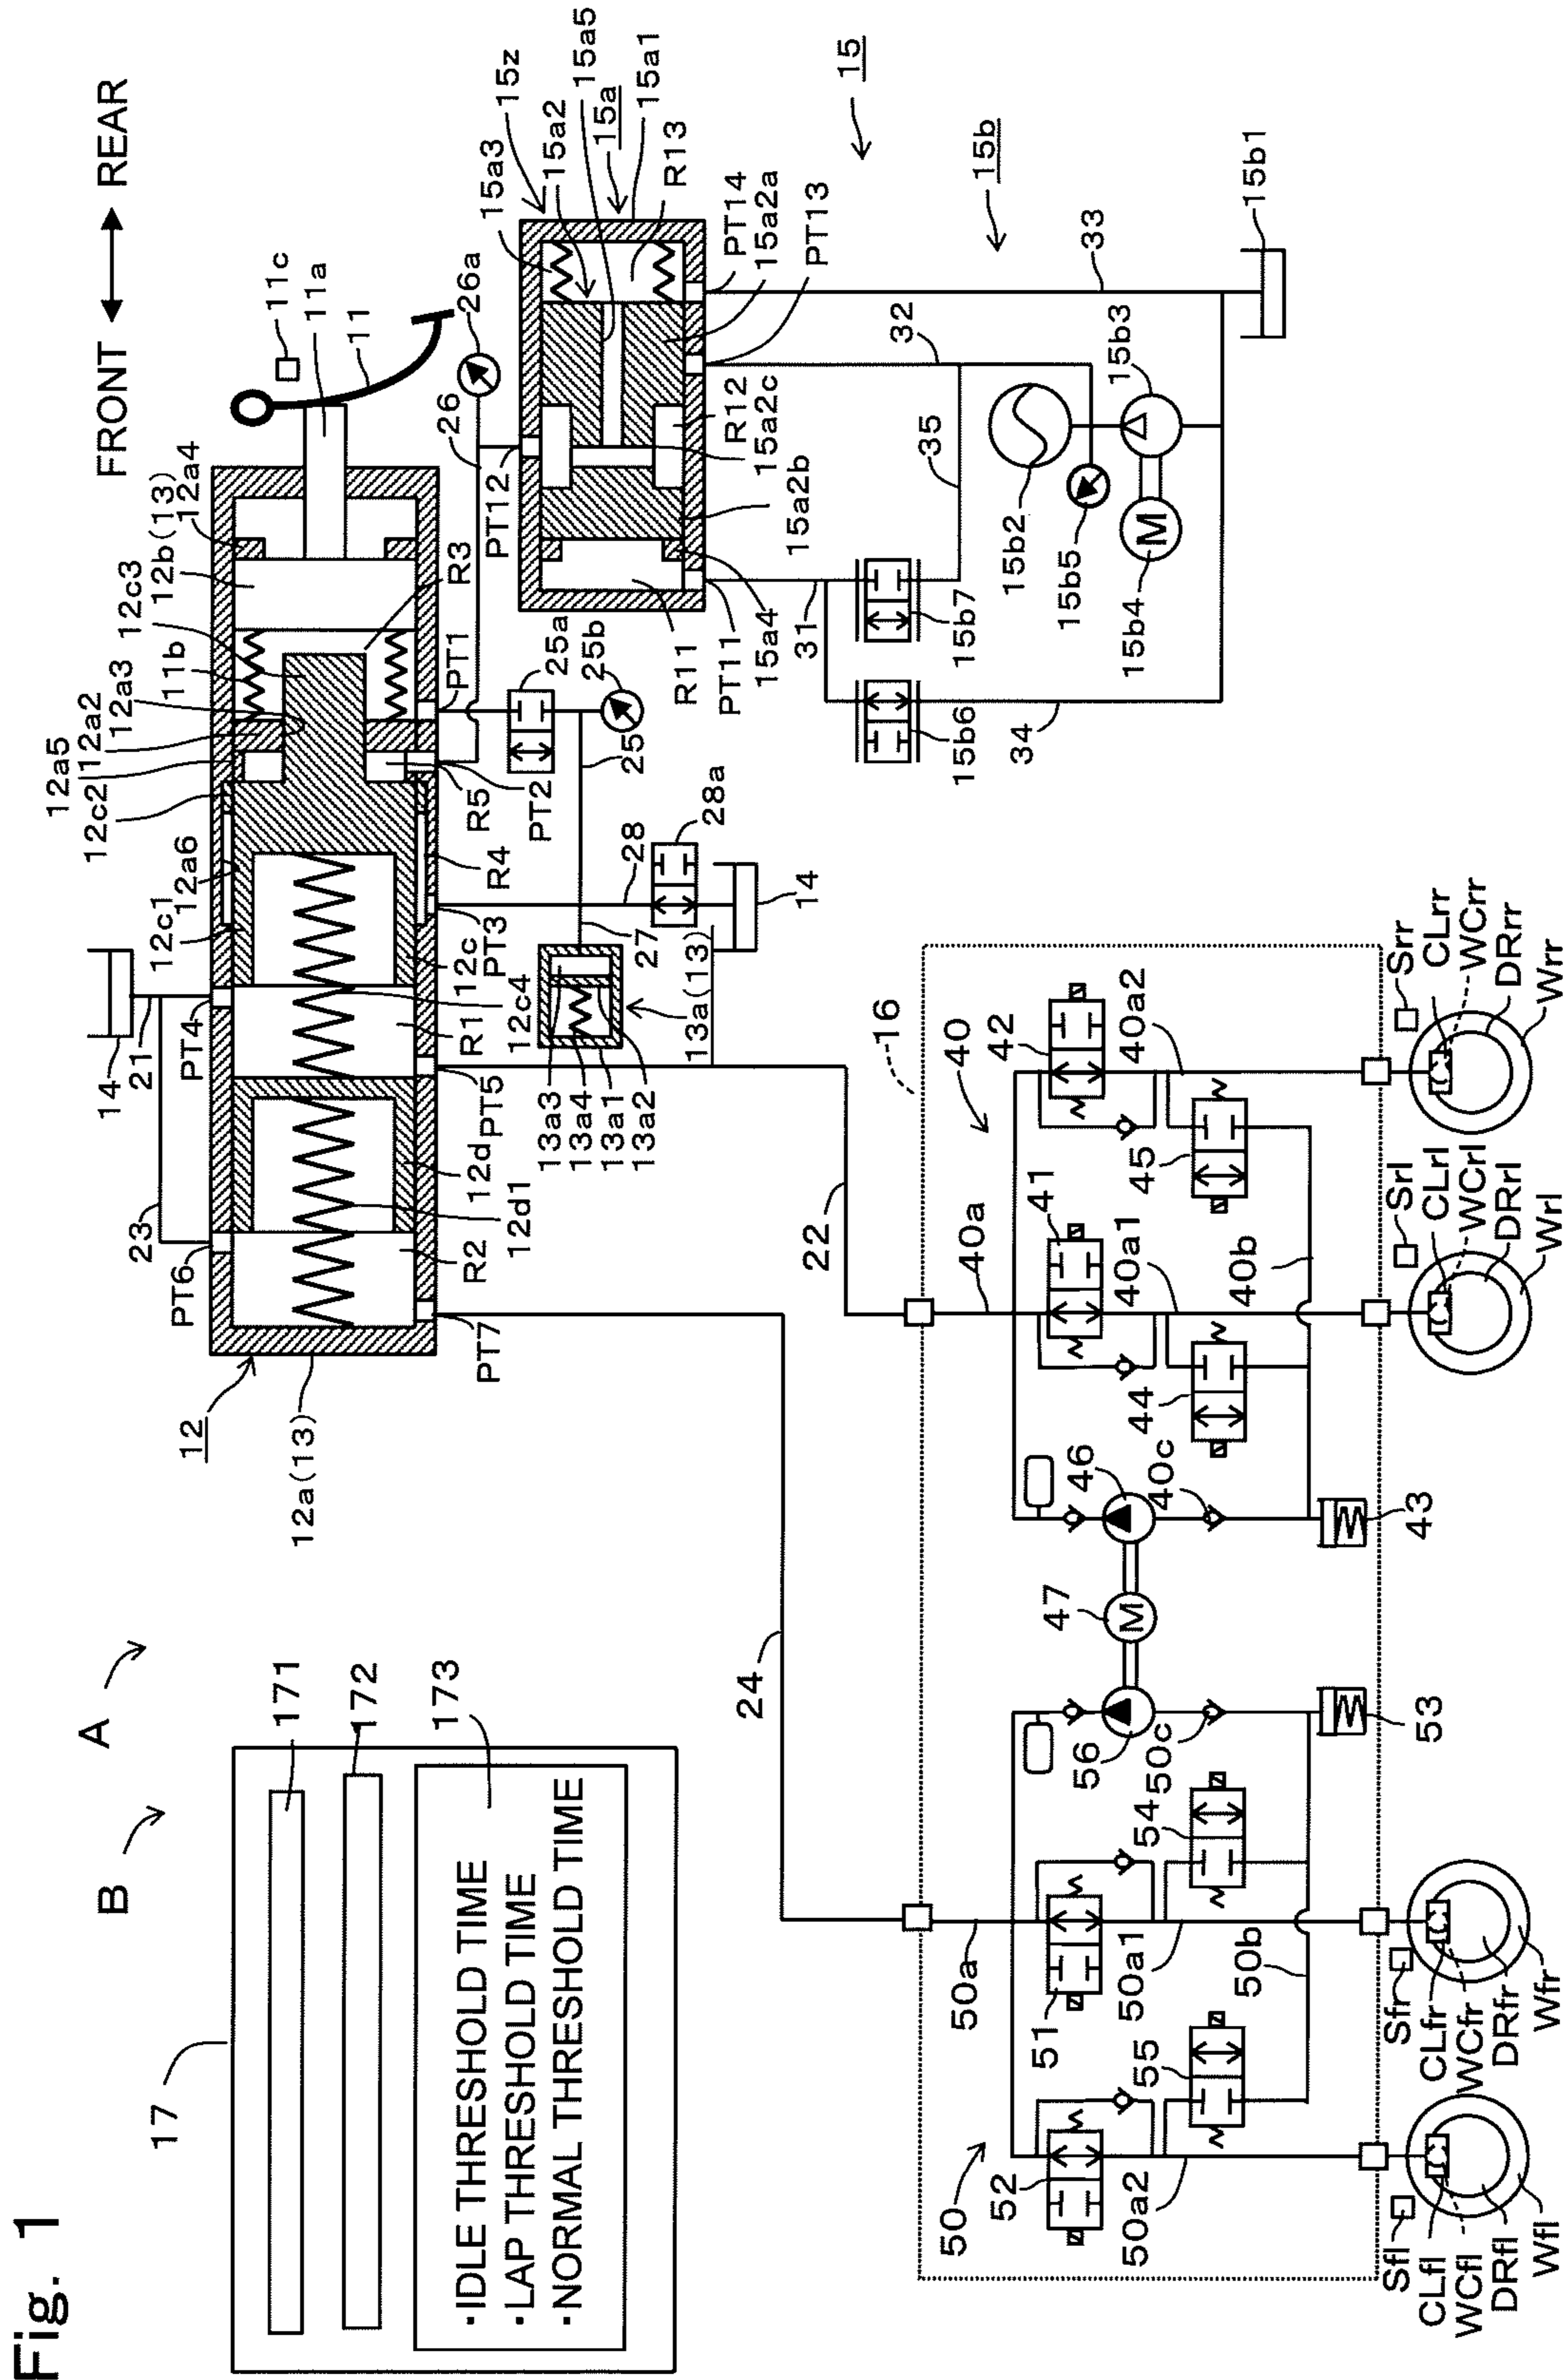 Fig. 1
B
A
17
171
172
173
·IDLE THRESHOLD TIME
·LAP THRESHOLD TIME
·NORMAL THRESHOLD TIME
FRONT
REAR
12
12a(13)
23
PT6
14
21
PT4
12c1
12a6
12c2
12a5
12a2
12a3
11b
12c3
12b(13)
12a4
R3
11c
11a
11
PT7
R2
12d1
12d
PT5
R1
12c4
12c
PT3
R4
R5
PT2
PT1
26
26a
25a
25b
25
27
28
28a
14
13a(13)
13a3
13a4
13a1
13a2
PT12
15a3
15a2
15z
15a5
15a
15a1
R13
PT14
15a2a
PT13
R12
15a2c
15a2b
15a4
R11
PT11
15
15b
31
32
33
34
35
15b7
15b6
15b2
15b5
15b4
M
15b3
15b1
24
22
16
50
50a
52
51
50a2
50a1
55
54
50b
56
50c
53
47
M
46
40c
43
40
40a
41
42
40a1
40a2
44
45
40b
Sfl
CLfl
WCfl
DRfl
Wfl
Sfr
CLfr
WCfr
DRfr
Wfr
Srl
CLrl
WCrl
DRrl
Wrl
Srr
CLrr
WCrr
DRrr
Wrr